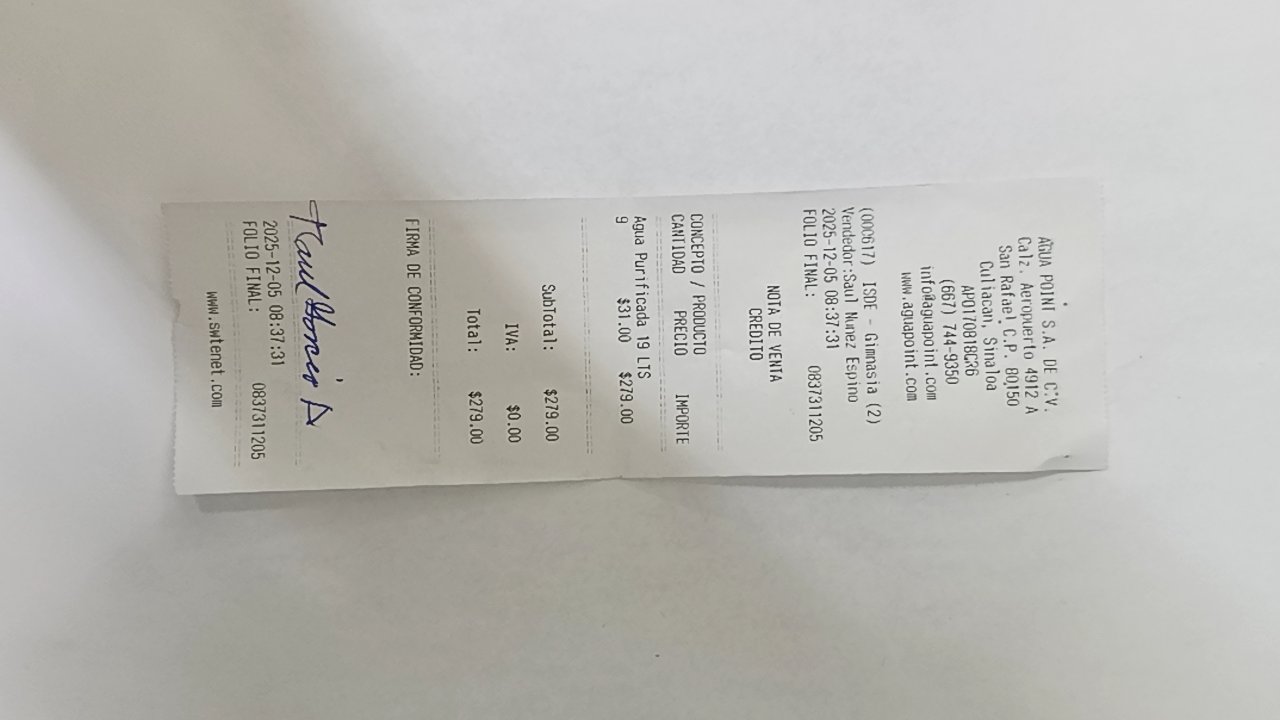 AGUA POINT S.A. DE C.V.
Calz. Aeropuerto 4912 A
San Rafael, C.P. 80150
Culiacan, Sinaloa
APO170818C36
(667) 744-9350
info@aguapoint.com
www.aguapoint.com
(000617) ISDE - Gimnasia (2)
Vendedor:Saul Nunez Espino
2025-12-05 08:37:31
FOLIO FINAL: 0837311205
NOTA DE VENTA
CREDITO
CONCEPTO / PRODUCTO
CANTIDAD PRECIO IMPORTE
Agua Purificada 19 LTS
9 $31.00 $279.00
SubTotal: $279.00
IVA: $0.00
Total: $279.00
FIRMA DE CONFORMIDAD:
2025-12-05 08:37:31
FOLIO FINAL: 0837311205
www.swtenet.com